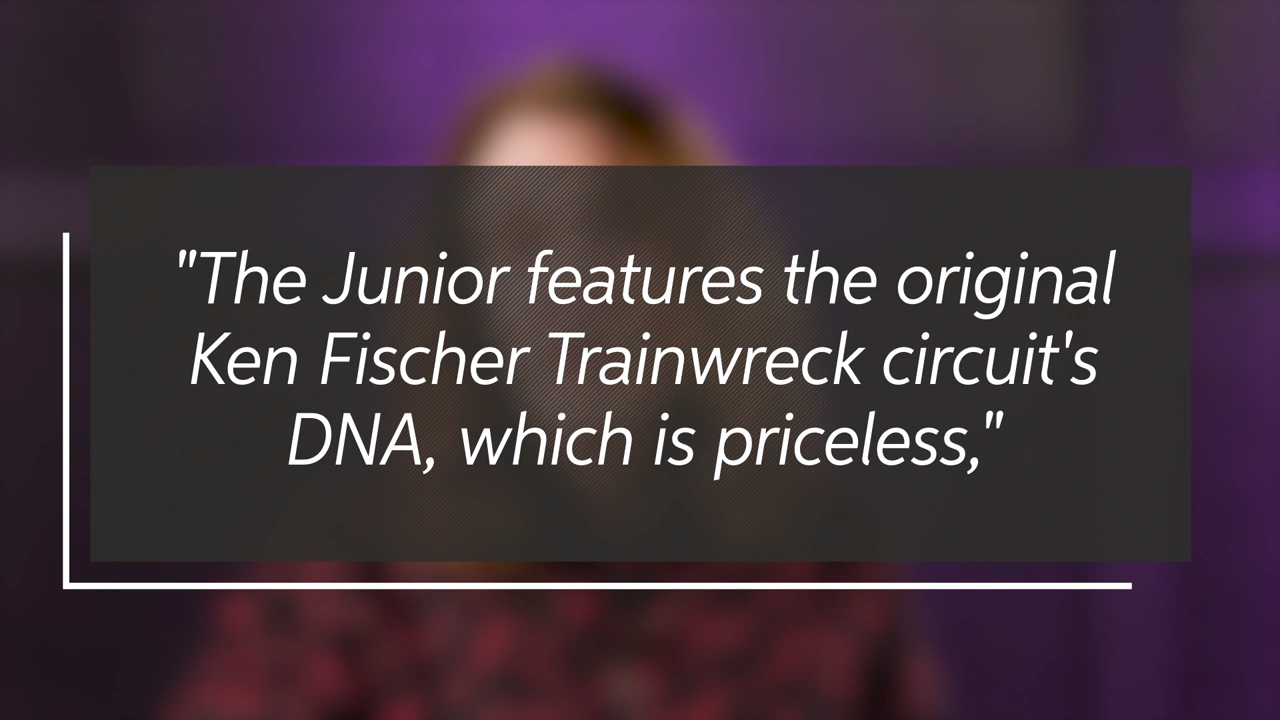 "The Junior features the original
Ken Fischer Trainwreck circuit's
DNA, which is priceless,"